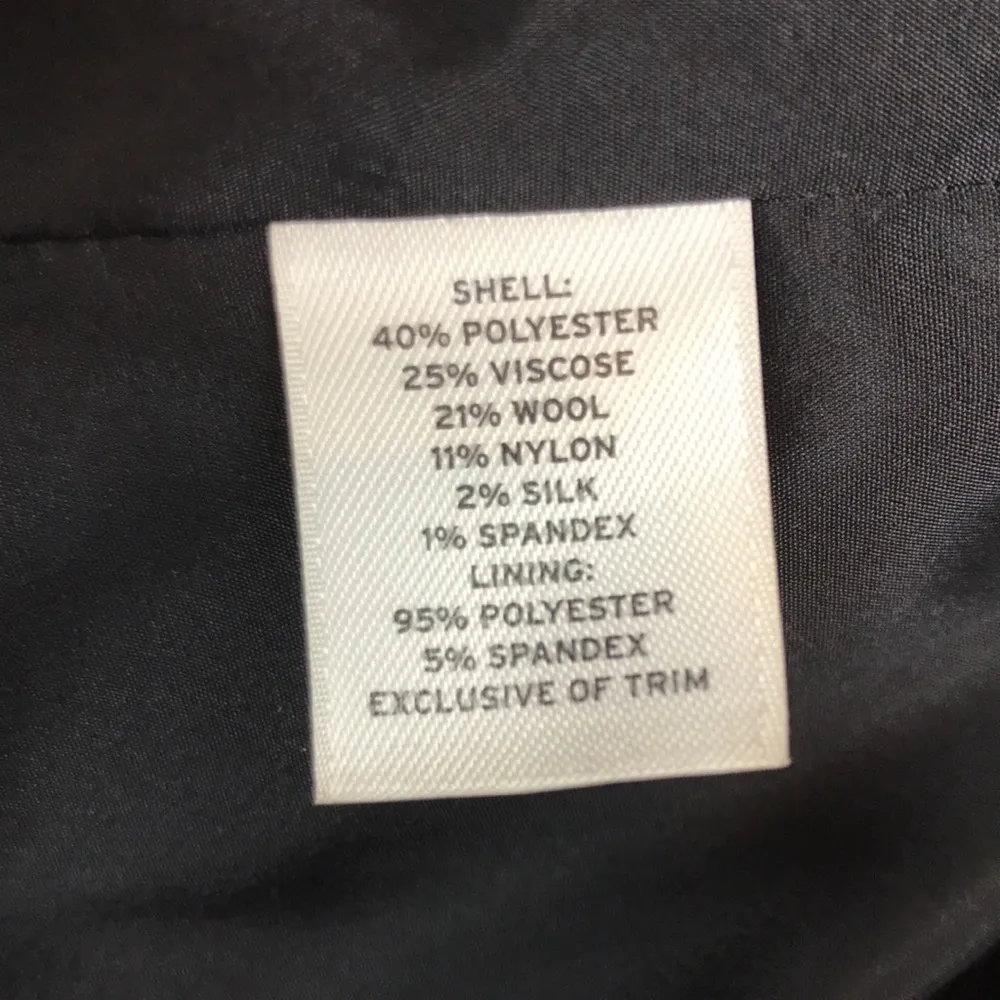 SHELL:
40% POLYESTER
25% VISCOSE
21% WOOL
11% NYLON
2% SILK
1% SPANDEX
LINING:
95% POLYESTER
5% SPANDEX
EXCLUSIVE OF TRIM